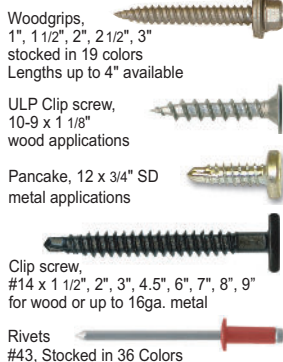 Woodgrips,
1", 1 1/2", 2", 2 1/2", 3"
stocked in 19 colors
Lengths up to 4" available
ULP Clip screw,
10-9 x 1 1/8"
wood applications
Pancake, 12 x 3/4" SD
metal applications
Clip screw,
#14 x 1 1/2", 2", 3", 4.5", 6", 7", 8”, 9”
for wood or up to 16ga. metal
Rivets
#43, Stocked in 36 Colors